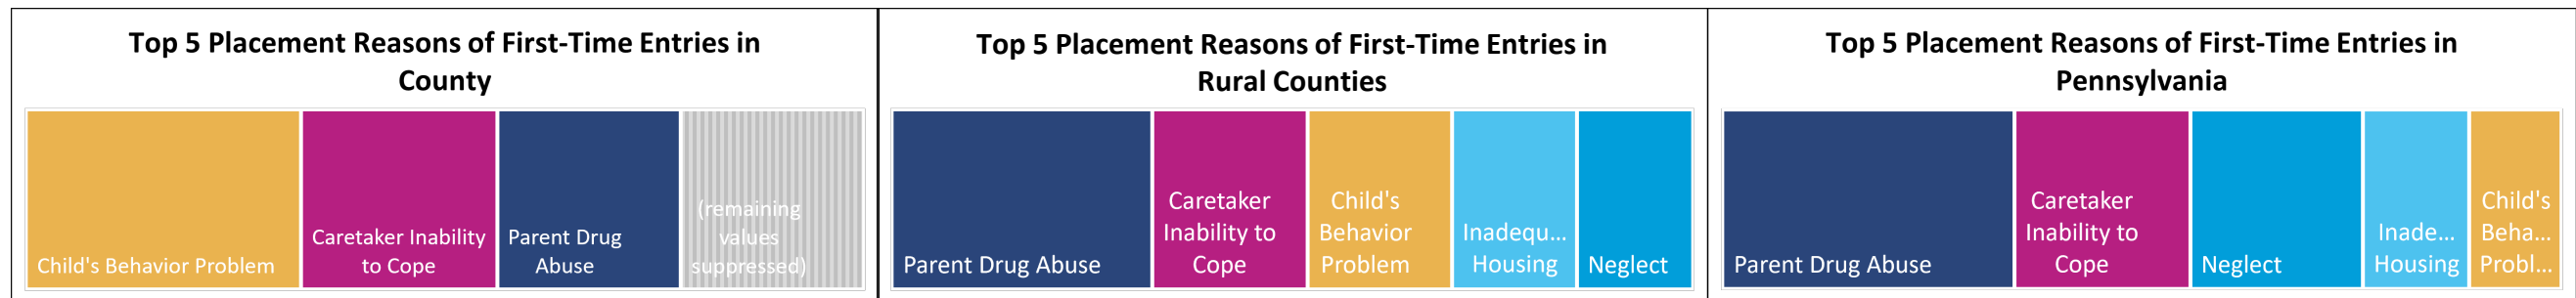 Top 5 Placement Reasons of First-Time Entries in
County
Child's Behavior Problem
Caretaker Inability
to Cope
Parent Drug
Abuse
(remaining
values
suppressed)
Top 5 Placement Reasons of First-Time Entries in
Rural Counties
Parent Drug Abuse
Caretaker
Inability to
Cope
Child's
Behavior
Problem
Inadequ...
Housing
Neglect
Top 5 Placement Reasons of First-Time Entries in
Pennsylvania
Parent Drug Abuse
Caretaker
Inability to
Cope
Neglect
Inade...
Housing
Child's
Beha...
Probl...